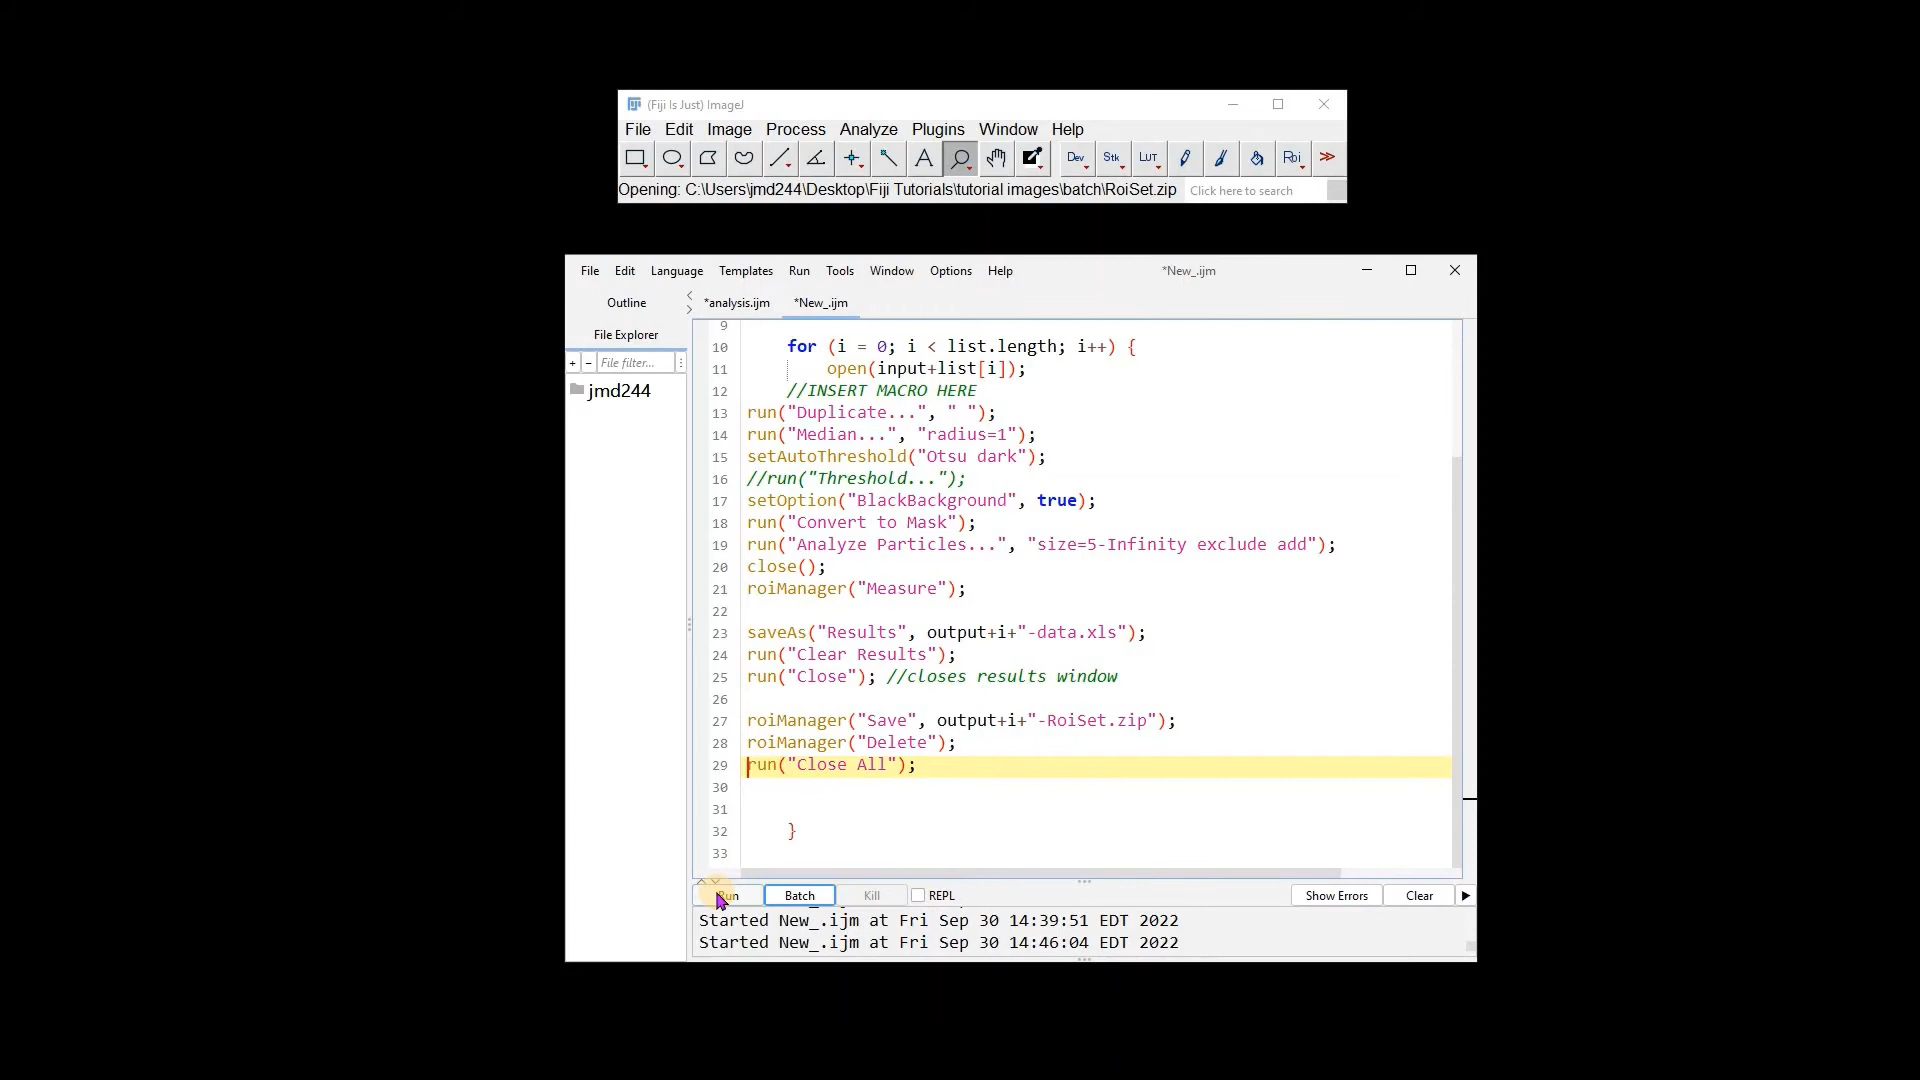 (Fiji Is Just) ImageJ
File Edit Image Process Analyze Plugins Window Help
Dev Stk LUT Roi >>
Opening: C:\Users\jmd244\Desktop\Fiji Tutorials\tutorial images\batch\RoiSet.zip Click here to search
File Edit Language Templates Run Tools Window Options Help *New_.ijm
Outline *analysis.ijm *New_.ijm
File Explorer
+ - File filter...
jmd244
9
10 for (i = 0; i < list.length; i++) {
11 open(input+list[i]);
12 //INSERT MACRO HERE
13 run("Duplicate...", " ");
14 run("Median...", "radius=1");
15 setAutoThreshold("Otsu dark");
16 //run("Threshold...");
17 setOption("BlackBackground", true);
18 run("Convert to Mask");
19 run("Analyze Particles...", "size=5-Infinity exclude add");
20 close();
21 roiManager("Measure");
22
23 saveAs("Results", output+i+"-data.xls");
24 run("Clear Results");
25 run("Close"); //closes results window
26
27 roiManager("Save", output+i+"-RoiSet.zip");
28 roiManager("Delete");
29 run("Close All");
30
31
32 }
33
Run Batch Kill REPL Show Errors Clear
Started New_.ijm at Fri Sep 30 14:39:51 EDT 2022
Started New_.ijm at Fri Sep 30 14:46:04 EDT 2022